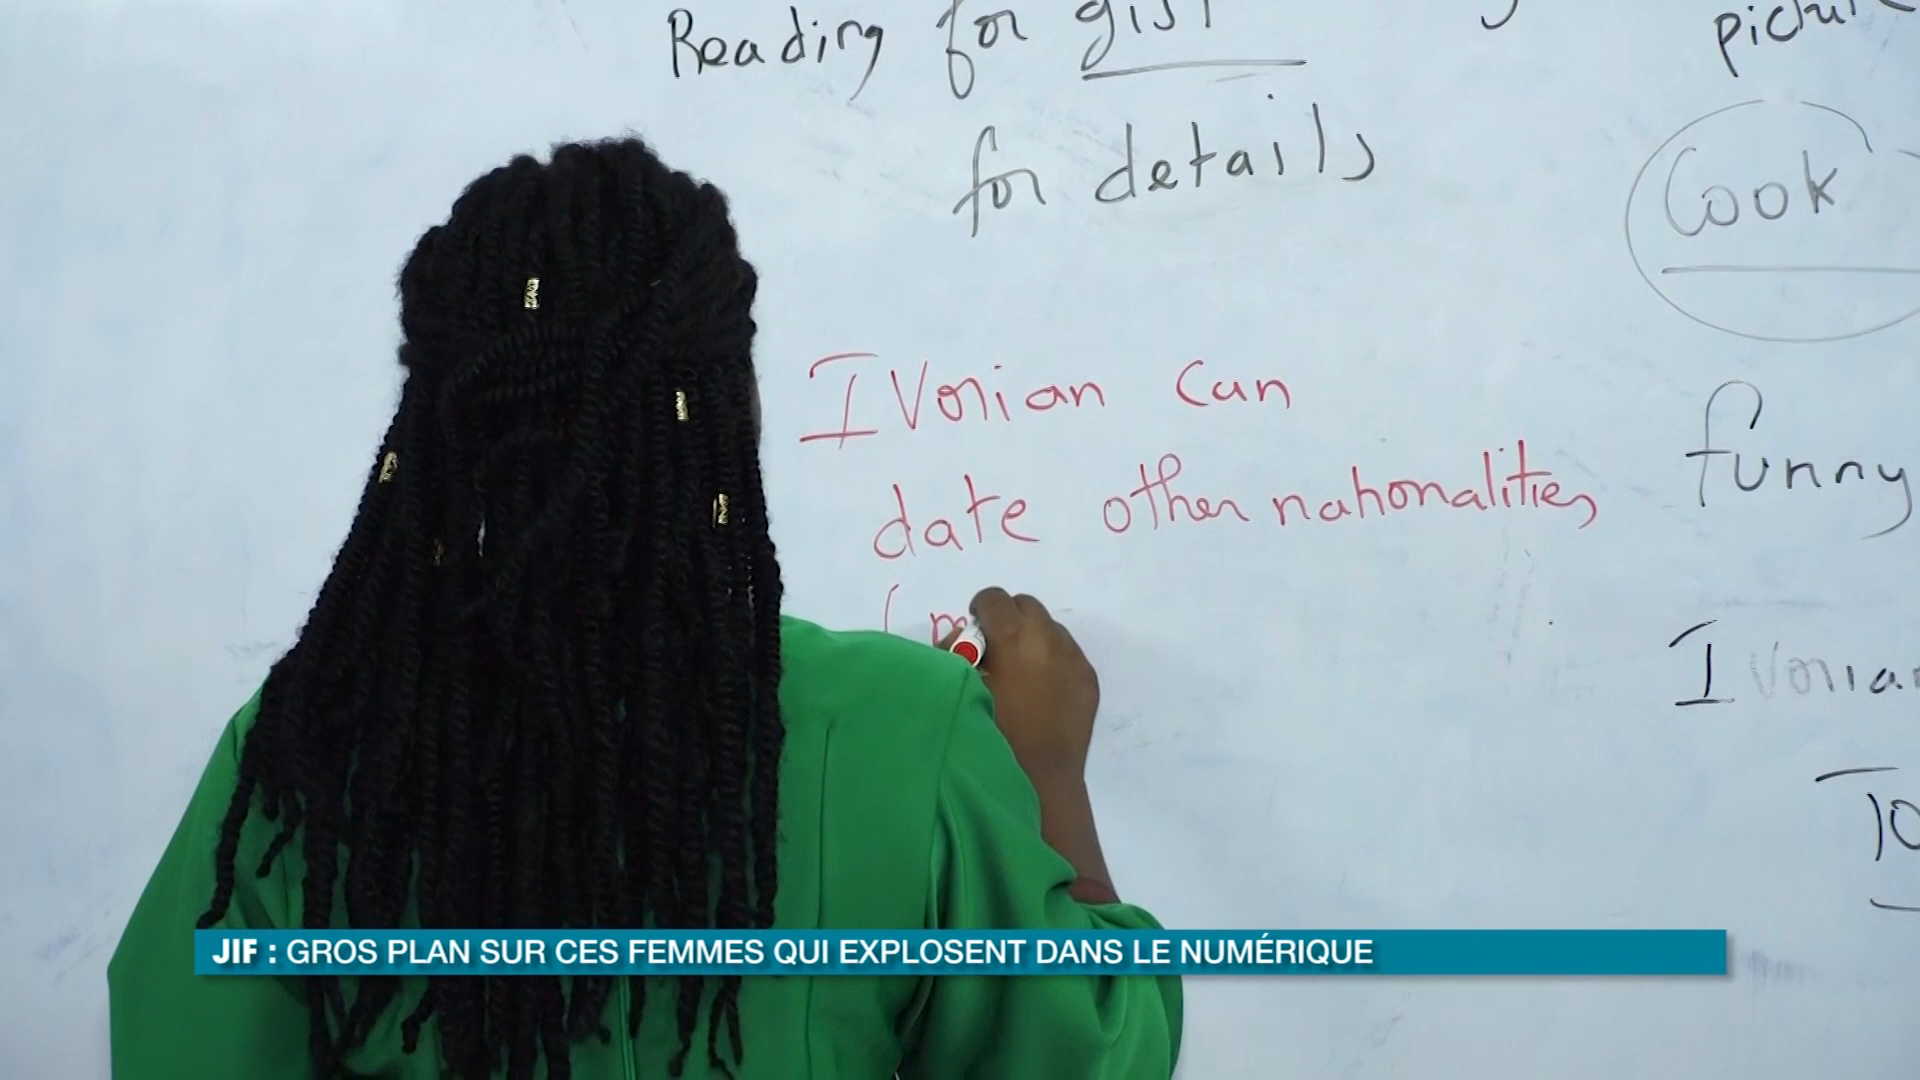 Reading for gist
for details
Cook
IVorian can
date other nationalities
funny
IVorian
JIF : GROS PLAN SUR CES FEMMES QUI EXPLOSENT DANS LE NUMÉRIQUE